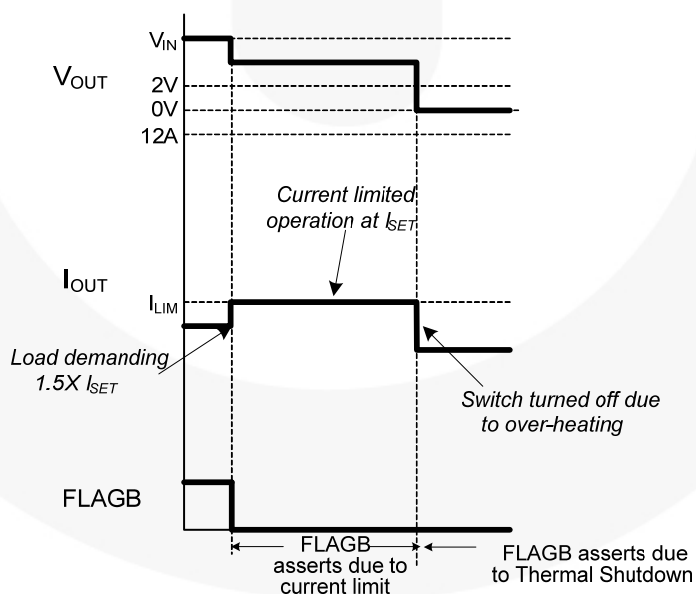 VIN
VOUT
2V
0V
12A
Current limited
operation at ISET
IOUT
ILIM
Load demanding
1.5X ISET
Switch turned off due
to over-heating
FLAGB
FLAGB
asserts due to
current limit
FLAGB asserts due
to Thermal Shutdown